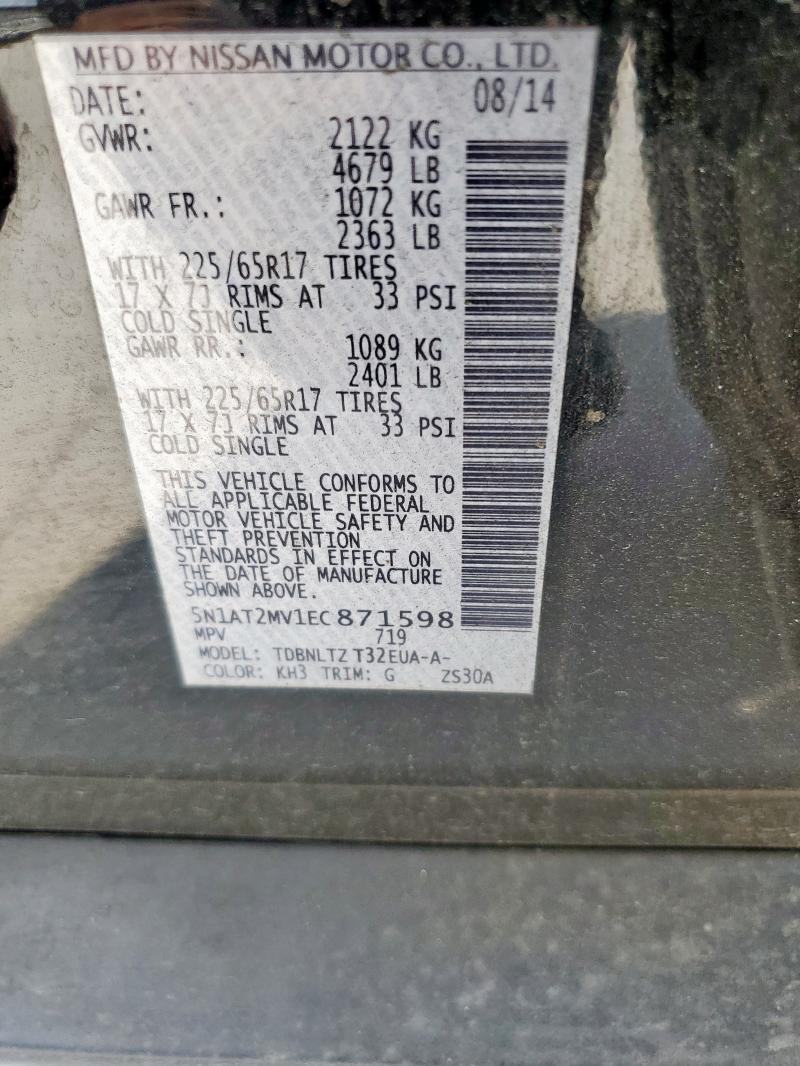 MFD BY NISSAN MOTOR CO., LTD.
DATE: 08/14
GVWR: 2122 KG
4679 LB
GAWR FR.: 1072 KG
2363 LB
WITH 225/65R17 TIRES
17 X 7J RIMS AT 33 PSI
COLD SINGLE
GAWR RR.: 1089 KG
2401 LB
WITH 225/65R17 TIRES
17 X 7J RIMS AT 33 PSI
COLD SINGLE
THIS VEHICLE CONFORMS TO
ALL APPLICABLE FEDERAL
MOTOR VEHICLE SAFETY AND
THEFT PREVENTION
STANDARDS IN EFFECT ON
THE DATE OF MANUFACTURE
SHOWN ABOVE.
5N1AT2MV1EC871598
MPV 719
MODEL: TDBNLTZ T32EUA-A-
COLOR: KH3 TRIM: G ZS30A